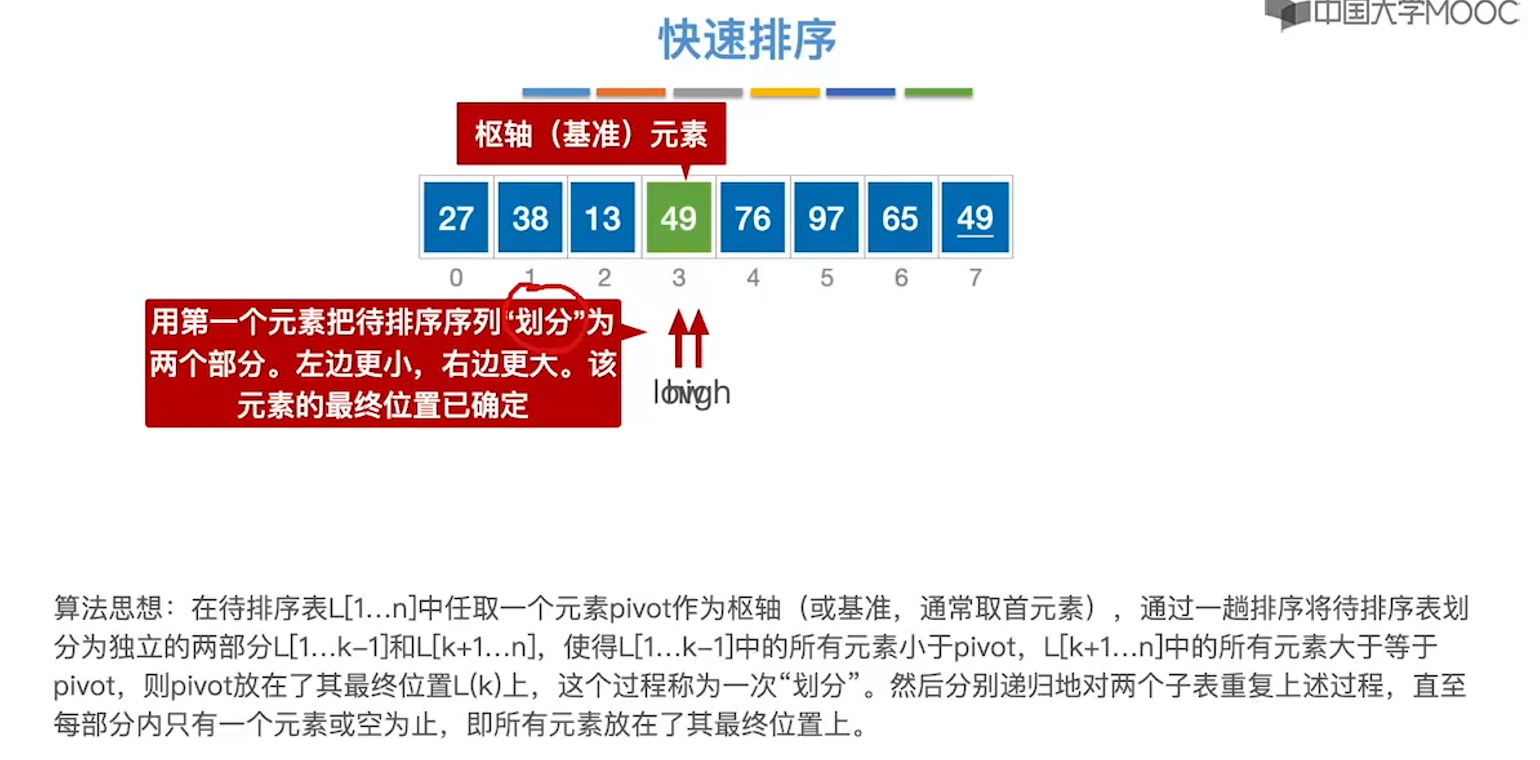 中国大学MOOC
快速排序
枢轴（基准）元素
27 38 13 49 76 97 65 49
0 1 2 3 4 5 6 7
用第一个元素把待排序序列“划分”为
两个部分。左边更小，右边更大。该
元素的最终位置已确定
low high
算法思想：在待排序表L[1…n]中任取一个元素pivot作为枢轴（或基准，通常取首元素），通过一趟排序将待排序表划
分为独立的两部分L[1…k−1]和L[k+1…n]，使得L[1…k−1]中的所有元素小于pivot，L[k+1…n]中的所有元素大于等于
pivot，则pivot放在了其最终位置L(k)上，这个过程称为一次“划分”。然后分别递归地对两个子表重复上述过程，直至
每部分内只有一个元素或空为止，即所有元素放在了其最终位置上。